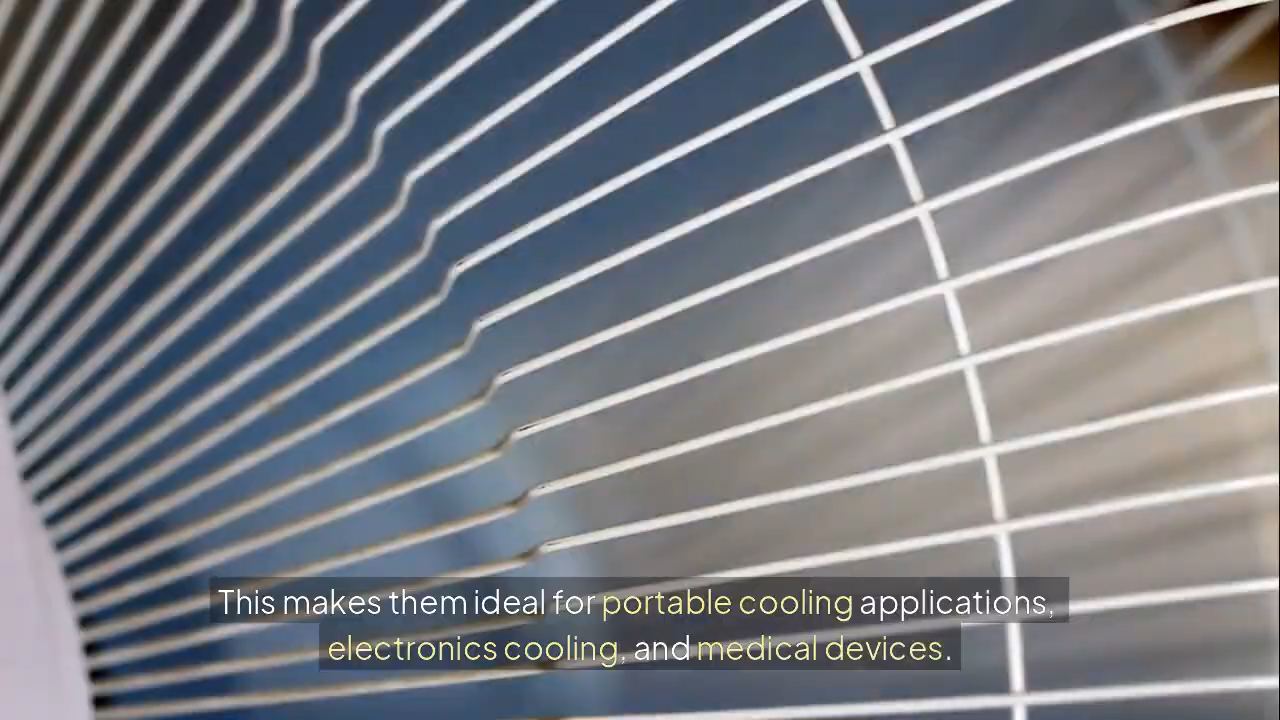 This makes them ideal for portable cooling applications,
electronics cooling, and medical devices.